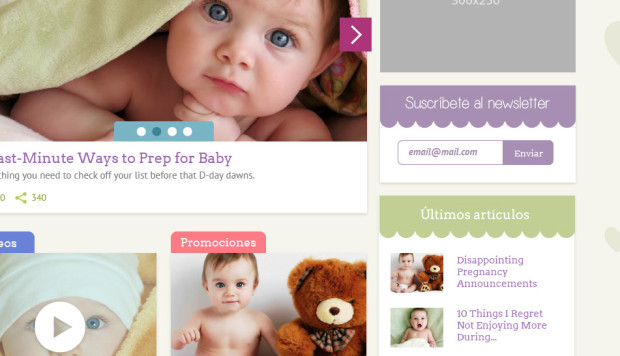 300x250
Suscríbete al newsletter
email@mail.com
Enviar
Last-Minute Ways to Prep for Baby
thing you need to check off your list before that D-day dawns.
0 340
Últimos artículos
eos
Promociones
Disappointing
Pregnancy
Announcements
10 Things I Regret
Not Enjoying More
During...